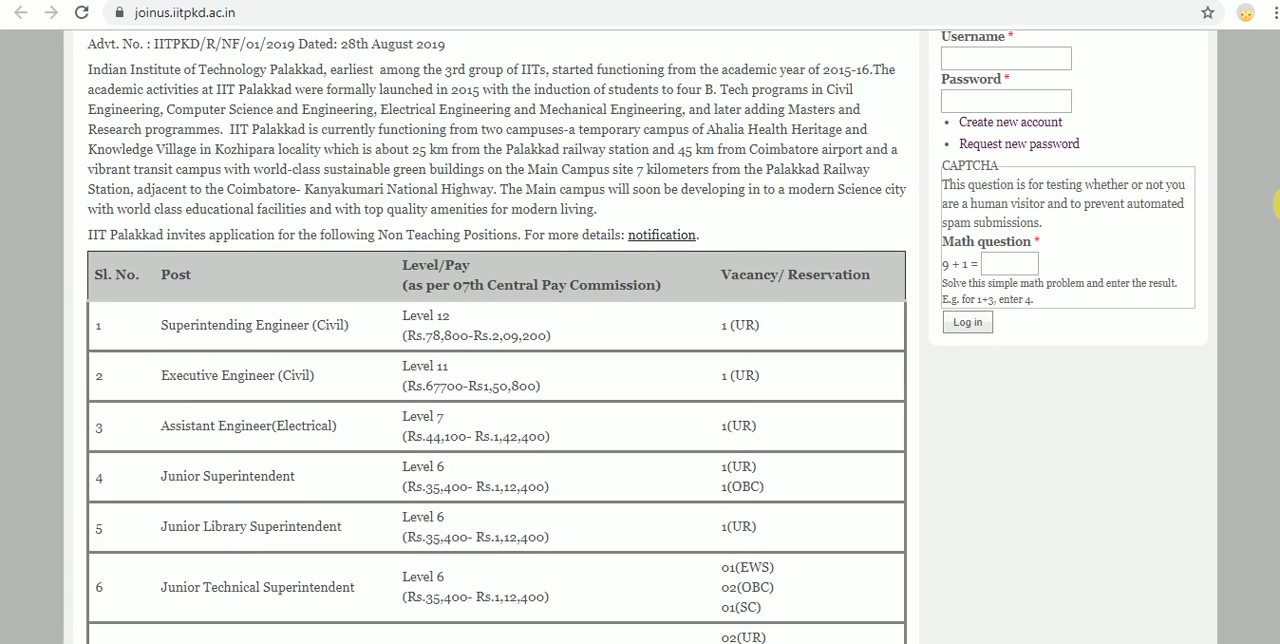 joinus.iitpkd.ac.in
Advt. No. : IITPKD/R/NF/01/2019 Dated: 28th August 2019
Indian Institute of Technology Palakkad, earliest among the 3rd group of IITs, started functioning from the academic year of 2015-16.The
academic activities at IIT Palakkad were formally launched in 2015 with the induction of students to four B. Tech programs in Civil
Engineering, Computer Science and Engineering, Electrical Engineering and Mechanical Engineering, and later adding Masters and
Research programmes. IIT Palakkad is currently functioning from two campuses-a temporary campus of Ahalia Health Heritage and
Knowledge Village in Kozhipara locality which is about 25 km from the Palakkad railway station and 45 km from Coimbatore airport and a
vibrant transit campus with world-class sustainable green buildings on the Main Campus site 7 kilometers from the Palakkad Railway
Station, adjacent to the Coimbatore- Kanyakumari National Highway. The Main campus will soon be developing in to a modern Science city
with world class educational facilities and with top quality amenities for modern living.
IIT Palakkad invites application for the following Non Teaching Positions. For more details: notification.
Sl. No. Post Level/Pay Vacancy/ Reservation
(as per 07th Central Pay Commission)
1 Superintending Engineer (Civil) Level 12 1 (UR)
(Rs.78,800-Rs.2,09,200)
2 Executive Engineer (Civil) Level 11 1 (UR)
(Rs.67700-Rs1,50,800)
3 Assistant Engineer(Electrical) Level 7 1(UR)
(Rs.44,100- Rs.1,42,400)
4 Junior Superintendent Level 6 1(UR)
(Rs.35,400- Rs.1,12,400) 1(OBC)
5 Junior Library Superintendent Level 6 1(UR)
(Rs.35,400- Rs.1,12,400)
6 Junior Technical Superintendent Level 6 01(EWS)
(Rs.35,400- Rs.1,12,400) 02(OBC)
01(SC)
02(UR)
Username *
Password *
Create new account
Request new password
CAPTCHA
This question is for testing whether or not you
are a human visitor and to prevent automated
spam submissions.
Math question *
9 + 1 =
Solve this simple math problem and enter the result.
E.g. for 1+3, enter 4.
Log in